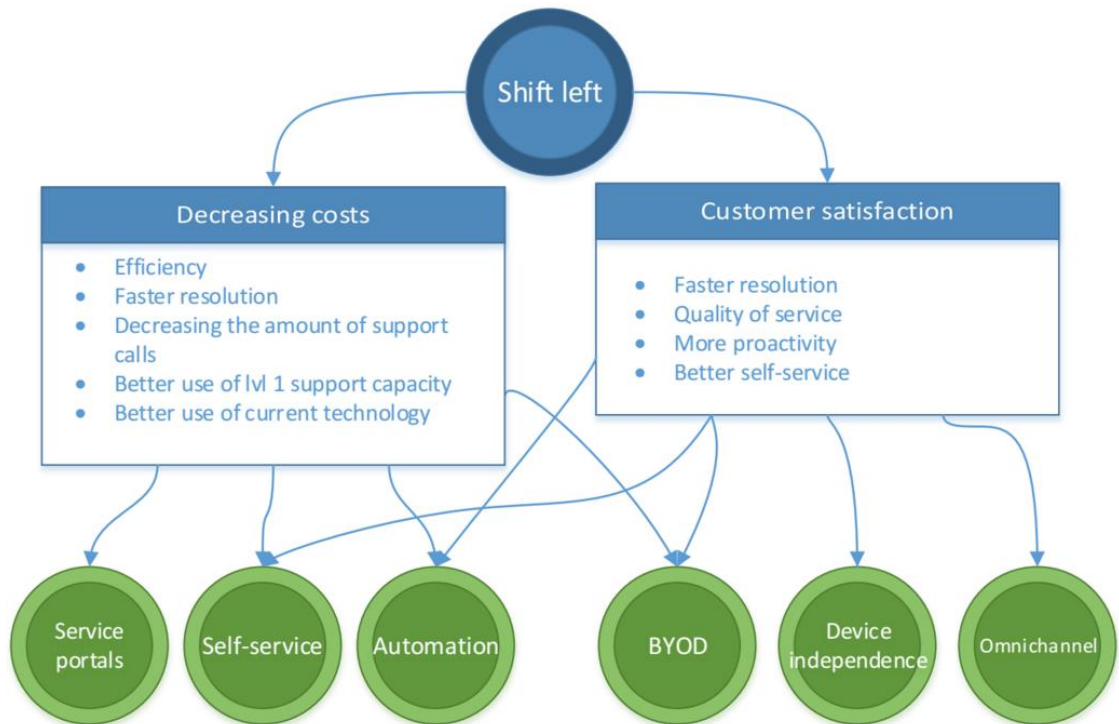 Shift left
Decreasing costs
Efficiency
Faster resolution
Decreasing the amount of support
calls
Better use of lvl 1 support capacity
Better use of current technology
Customer satisfaction
Faster resolution
Quality of service
More proactivity
Better self-service
Service
portals
Self-service
Automation
BYOD
Device
independence
Omnichannel